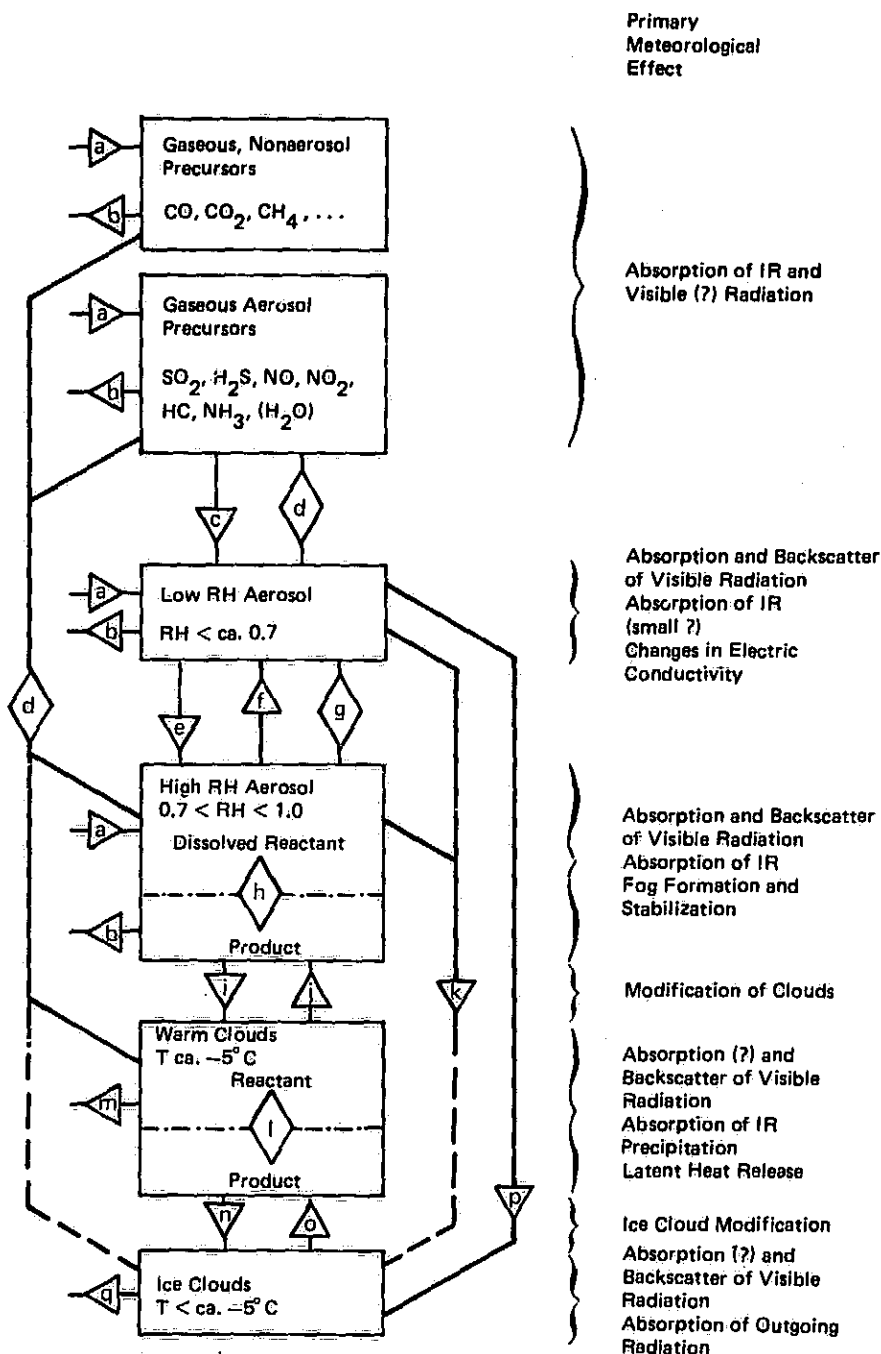 Primary
Meteorological
Effect
a
Gaseous, Nonaerosol
Precursors
b
CO, CO2, CH4, ...
Absorption of IR and
Visible (?) Radiation
a
Gaseous Aerosol
Precursors
b
SO2, H2S, NO, NO2,
HC, NH3, (H2O)
c
d
Absorption and Backscatter
of Visible Radiation
Absorption of IR
(small ?)
Changes in Electric
Conductivity
a
Low RH Aerosol
b
RH < ca. 0.7
d
e
f
g
High RH Aerosol
0.7 < RH < 1.0
a
Dissolved Reactant
h
b
Product
Absorption and Backscatter
of Visible Radiation
Absorption of IR
Fog Formation and
Stabilization
i
j
k
Modification of Clouds
Warm Clouds
T ca. −5°C
Reactant
m
l
Product
Absorption (?) and
Backscatter of Visible
Radiation
Absorption of IR
Precipitation
Latent Heat Release
n
o
p
Ice Cloud Modification
q
Ice Clouds
T < ca. −5°C
Absorption (?) and
Backscatter of Visible
Radiation
Absorption of Outgoing
Radiation